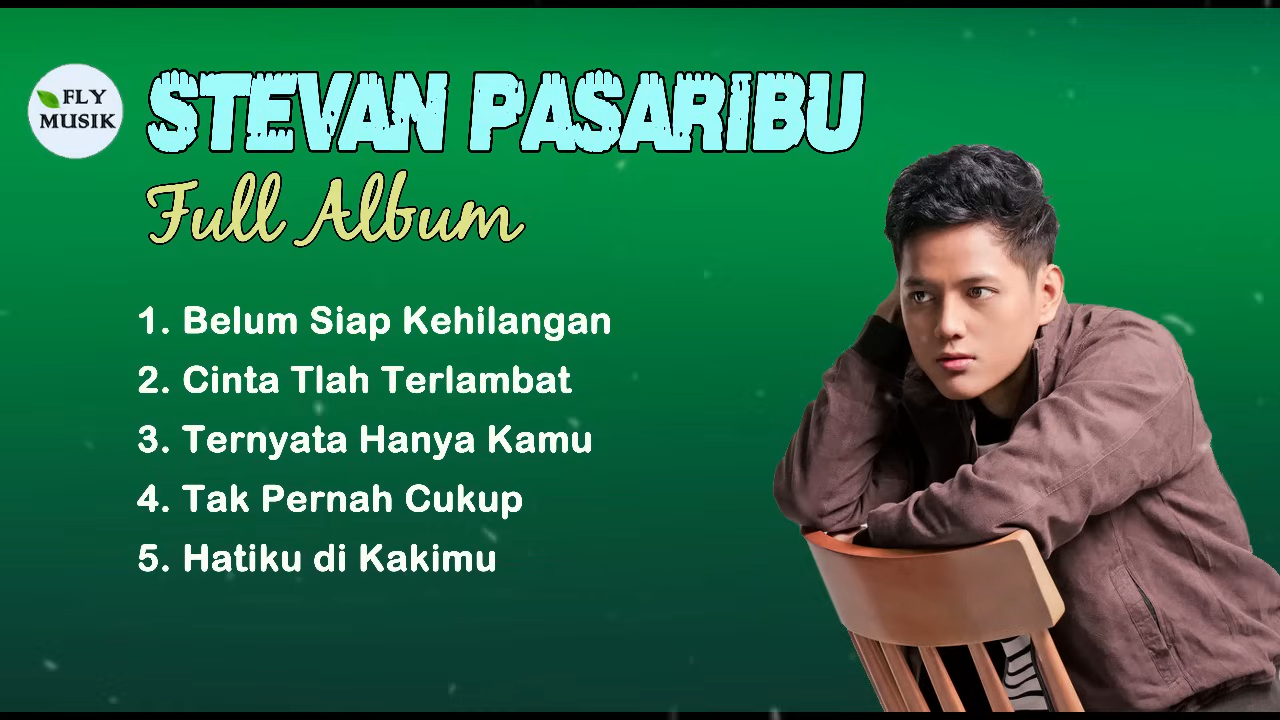 FLY
MUSIK
STEVAN PASARIBU
Full Album
1. Belum Siap Kehilangan
2. Cinta Tlah Terlambat
3. Ternyata Hanya Kamu
4. Tak Pernah Cukup
5. Hatiku di Kakimu